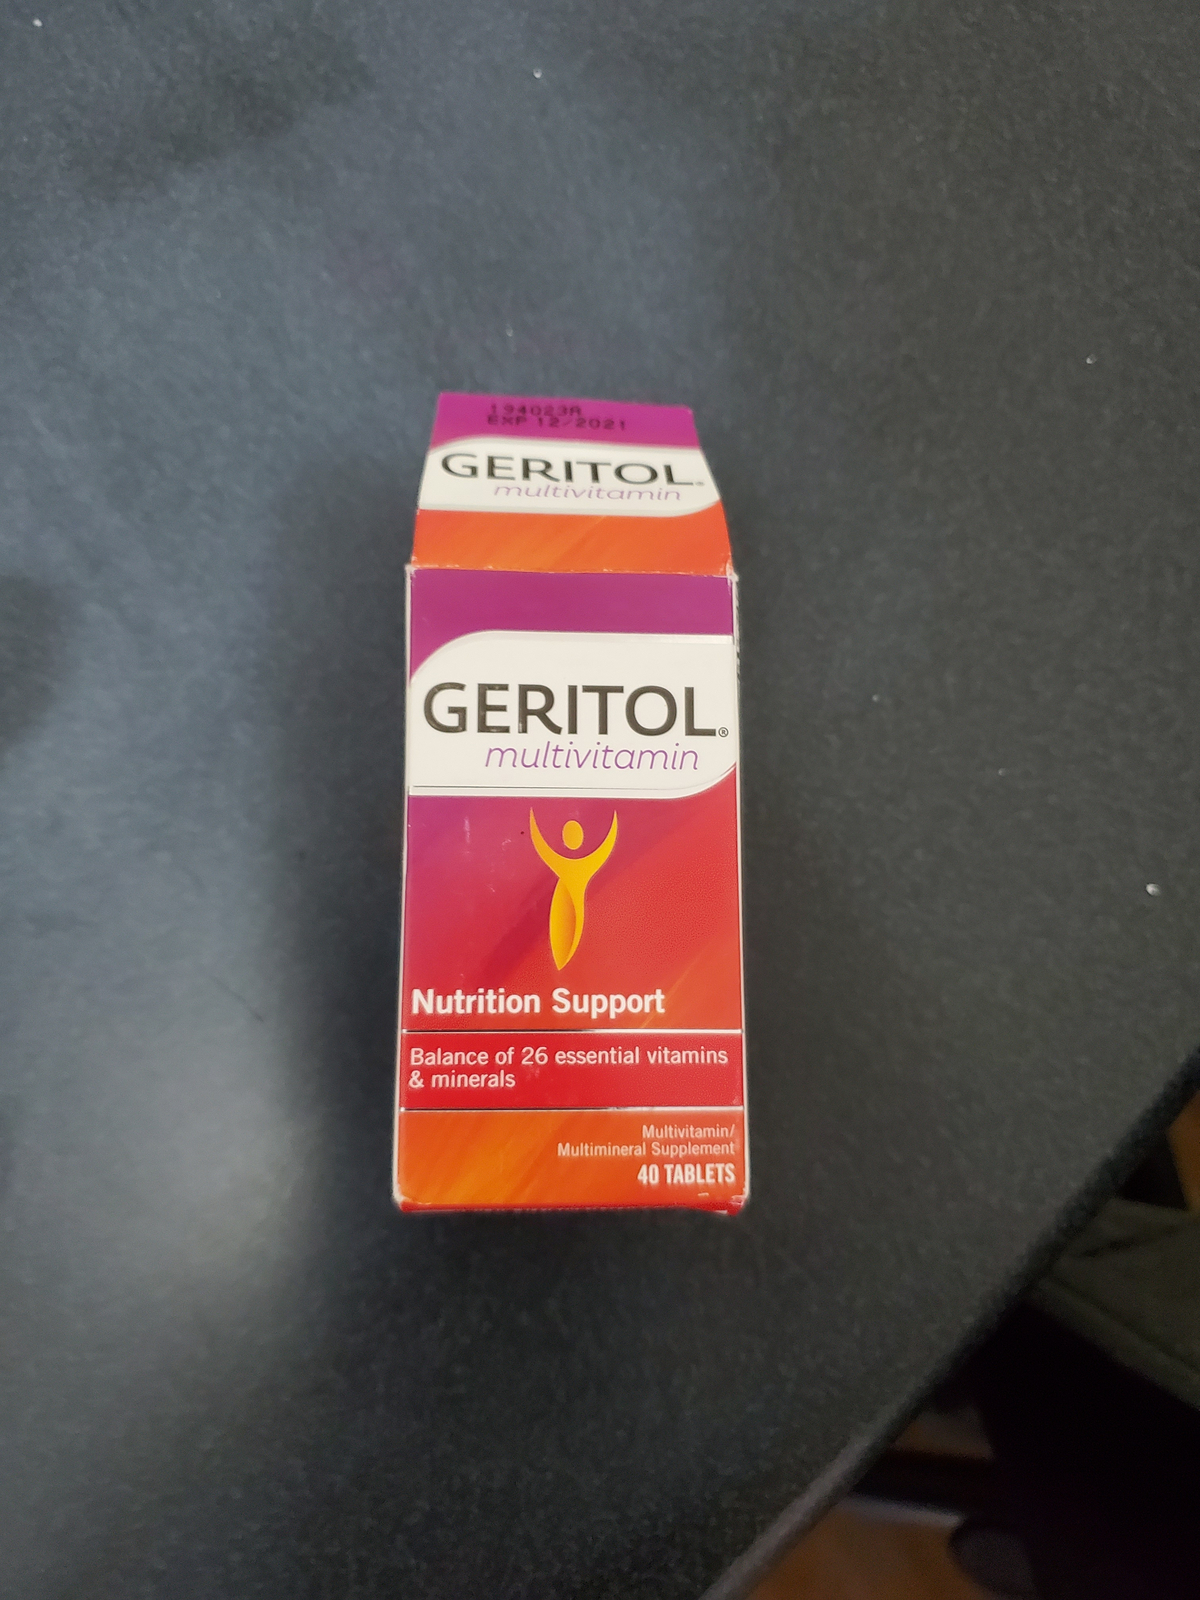 194023A
EXP 12/2021
GERITOL®
multivitamin
GERITOL®
multivitamin
Nutrition Support
Balance of 26 essential vitamins
& minerals
Multivitamin/
Multimineral Supplement
40 TABLETS